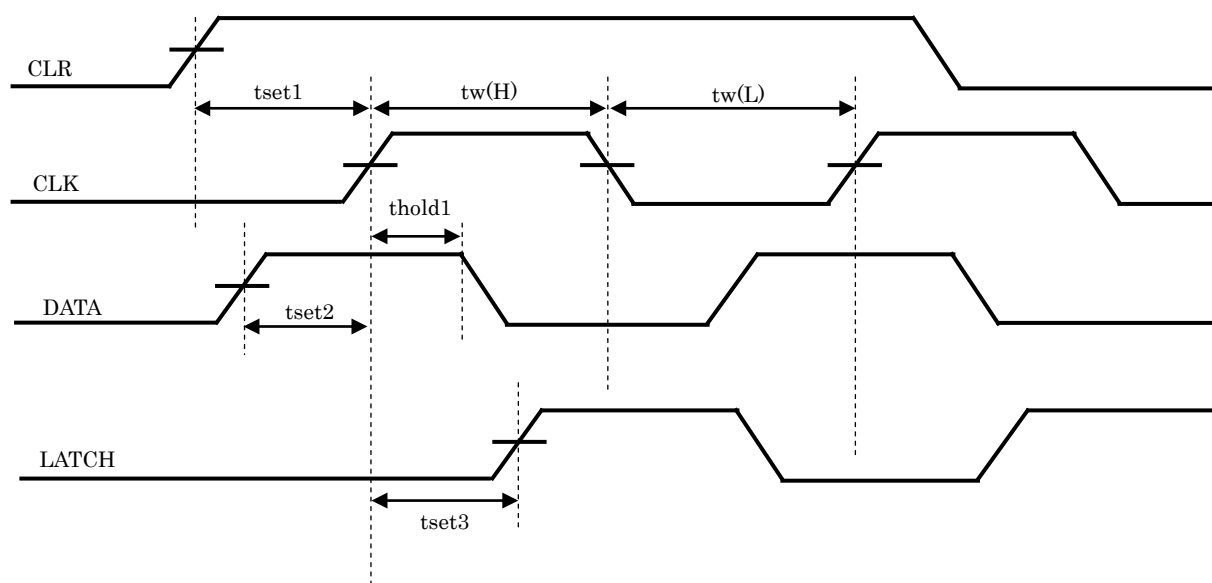 CLR
tset1
tw(H)
tw(L)
CLK
thold1
DATA
tset2
LATCH
tset3